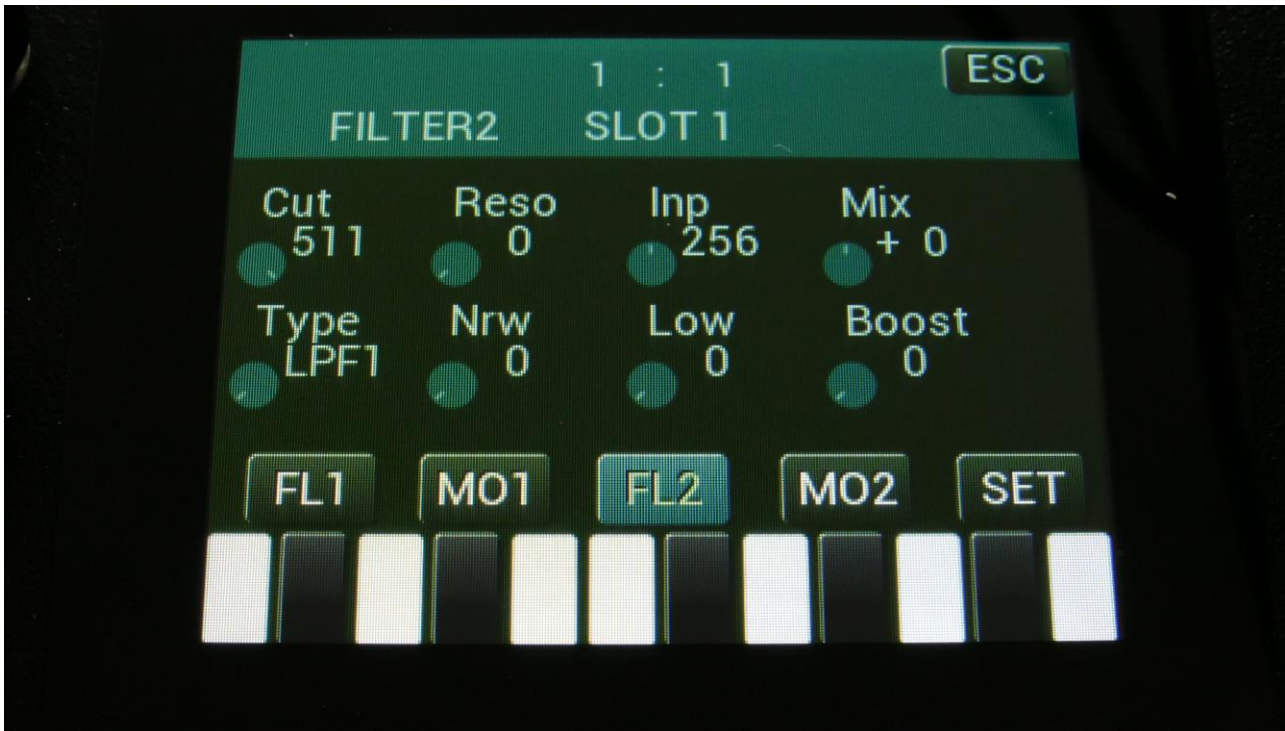 1 : 1 ESC
FILTER2 SLOT 1
Cut Reso Inp Mix
511 0 256 + 0
Type Nrw Low Boost
LPF1 0 0 0
FL1 MO1 FL2 MO2 SET